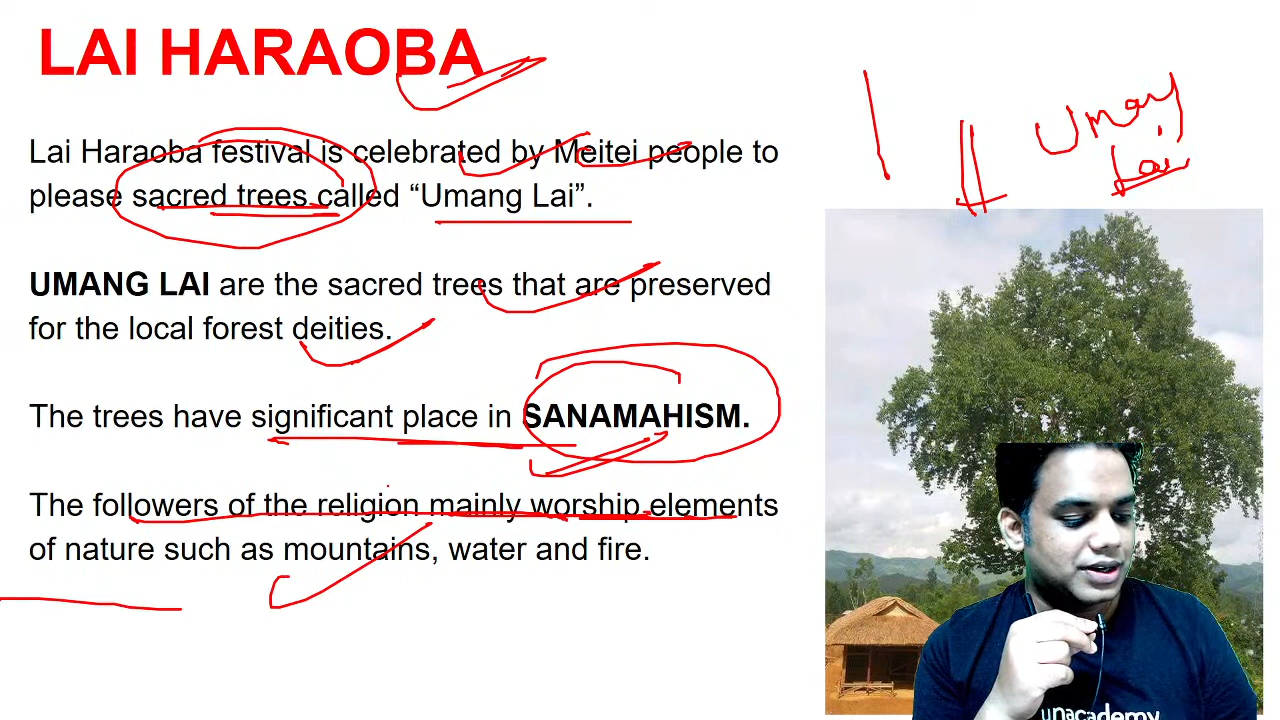 LAI HARAOBA
Lai Haraoba festival is celebrated by Meitei people to
please sacred trees called “Umang Lai”.
UMANG LAI are the sacred trees that are preserved
for the local forest deities.
The trees have significant place in SANAMAHISM.
The followers of the religion mainly worship elements
of nature such as mountains, water and fire.
Umang
Lai
unacademy